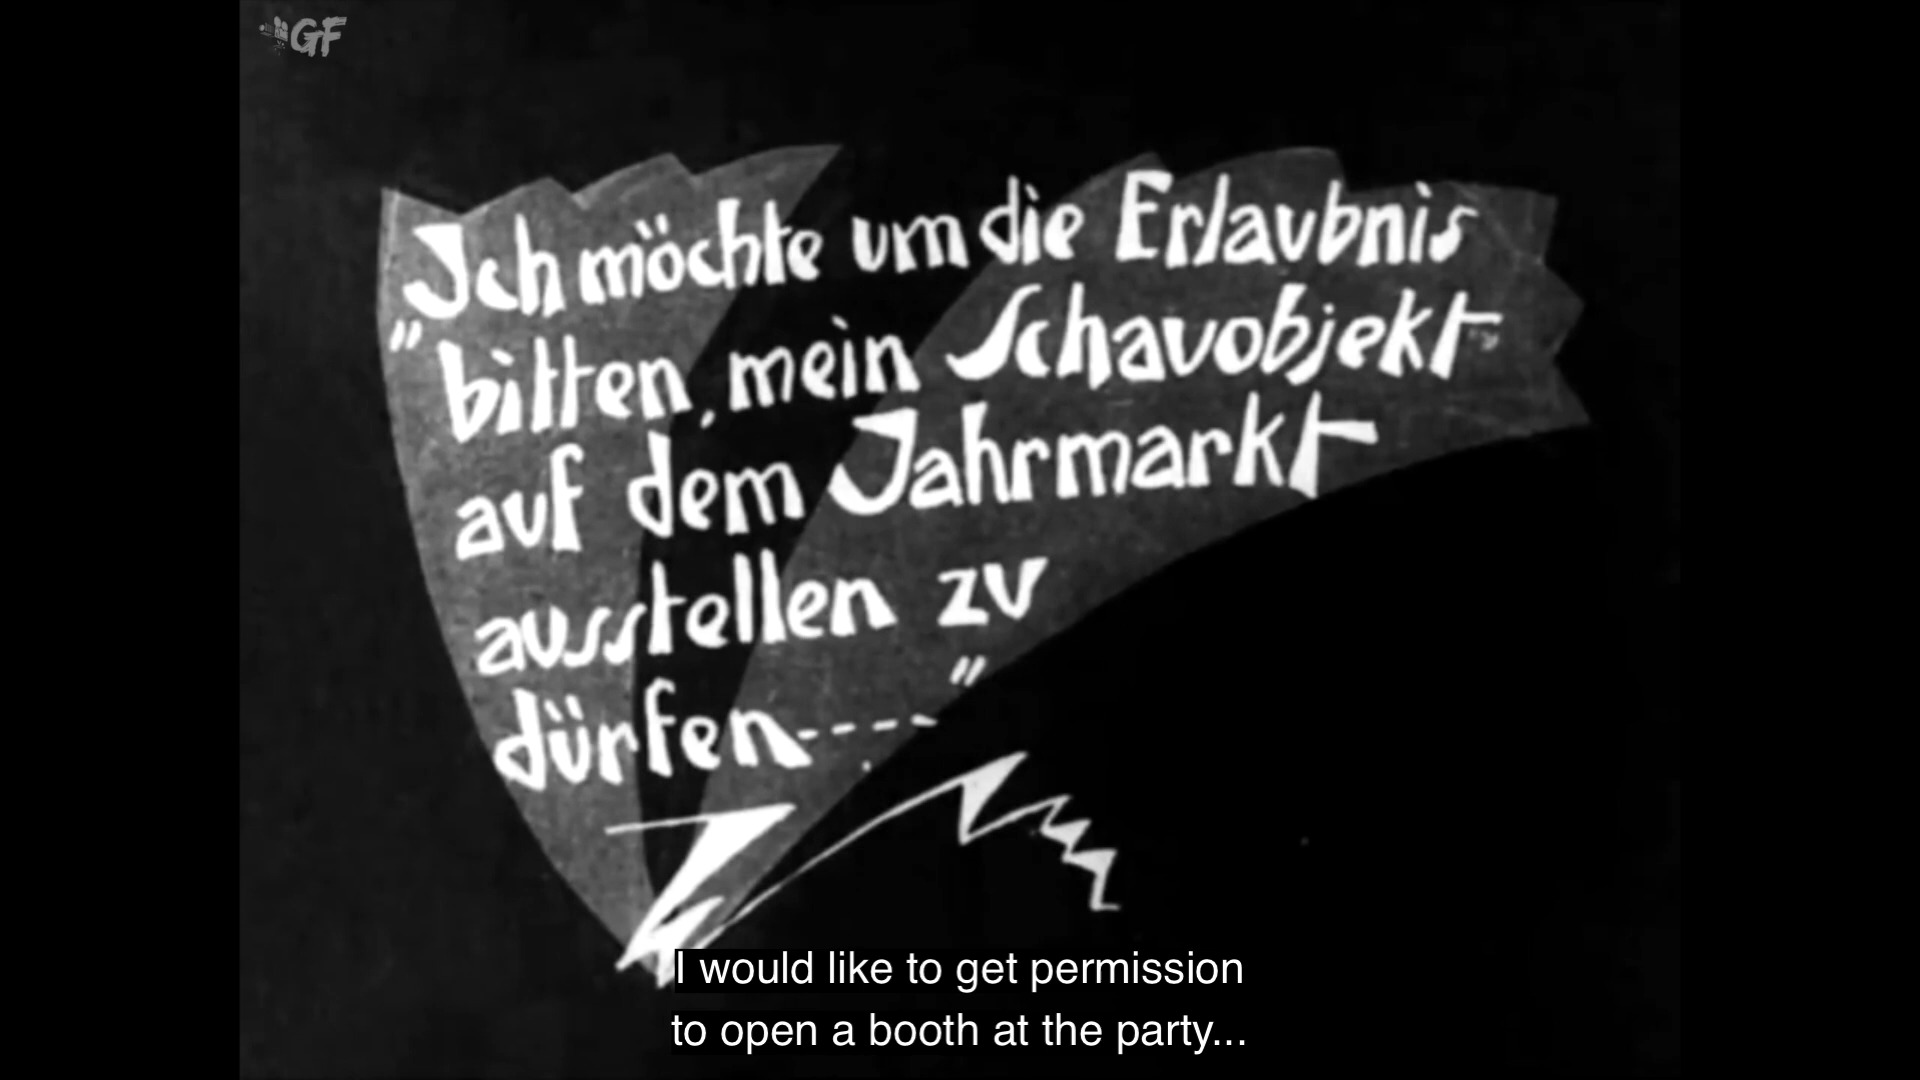 GF
Ich möchte um die Erlaubnis
"bitten, mein Schauobjekt
auf dem Jahrmarkt
ausstellen zu
dürfen----"
I would like to get permission
to open a booth at the party...